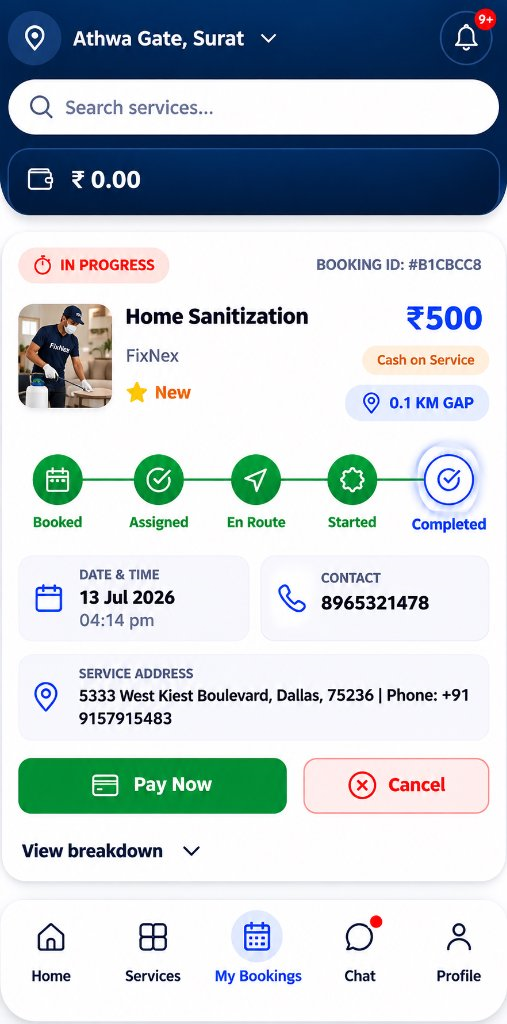 Athwa Gate, Surat
9+
Search services...
₹ 0.00
IN PROGRESS
BOOKING ID: #B1CBCC8
Home Sanitization
₹500
FixNex
Cash on Service
New
0.1 KM GAP
FixNex
Booked
Assigned
En Route
Started
Completed
DATE & TIME
13 Jul 2026
04:14 pm
CONTACT
8965321478
SERVICE ADDRESS
5333 West Kiest Boulevard, Dallas, 75236 | Phone: +91
9157915483
Pay Now
Cancel
View breakdown
Home
Services
My Bookings
Chat
Profile